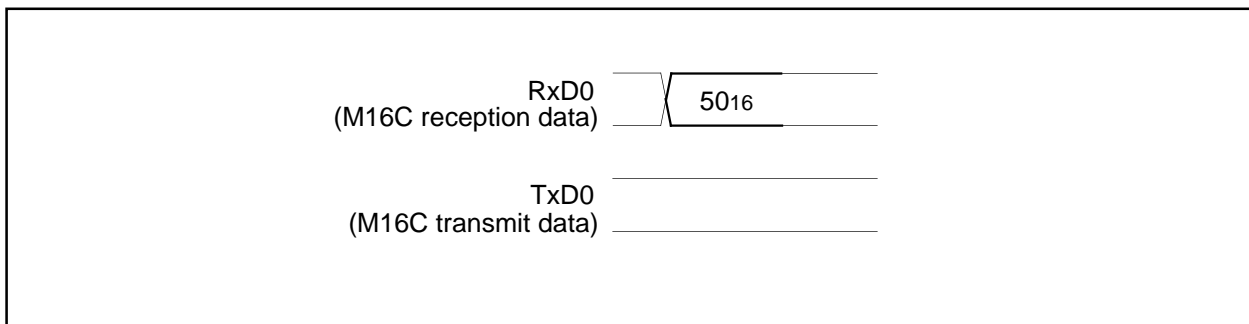 RxD0
(M16C reception data)
5016
TxD0
(M16C transmit data)